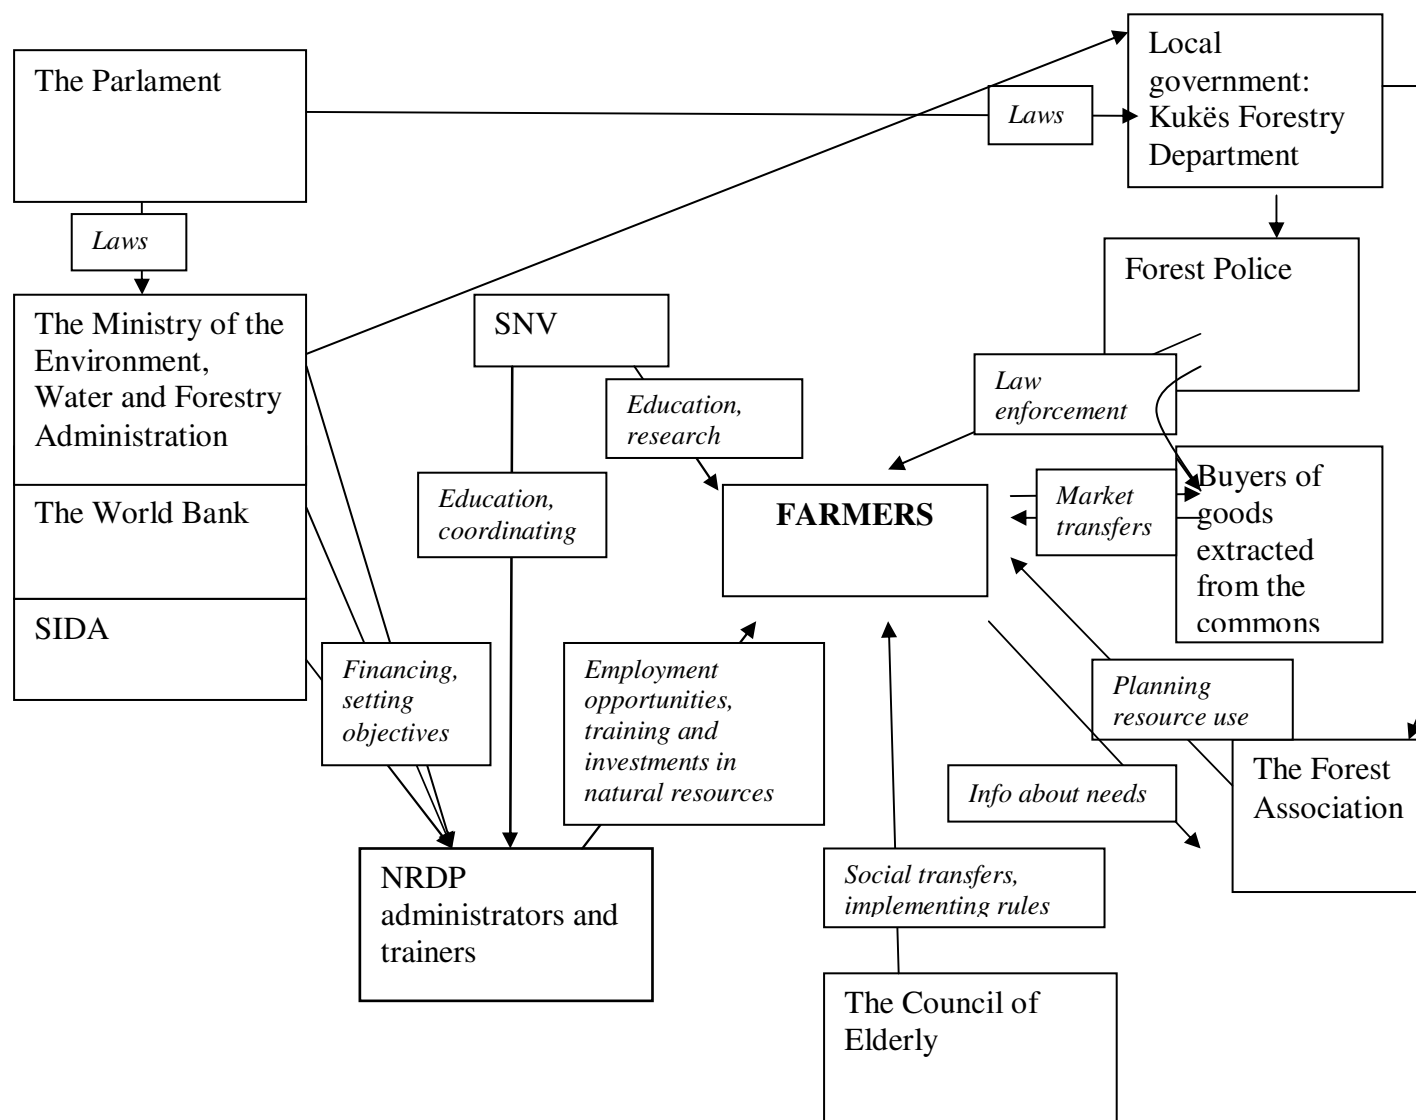 The Parlament
Laws
Local
government:
Kukës Forestry
Department
Laws
Forest Police
The Ministry of the
Environment,
Water and Forestry
Administration
SNV
Law
enforcement
Education,
research
Buyers of
goods
extracted
from the
commons
The World Bank
Education,
coordinating
FARMERS
Market
transfers
SIDA
Financing,
setting
objectives
Employment
opportunities,
training and
investments in
natural resources
Planning
resource use
Info about needs
The Forest
Association
NRDP
administrators and
trainers
Social transfers,
implementing rules
The Council of
Elderly